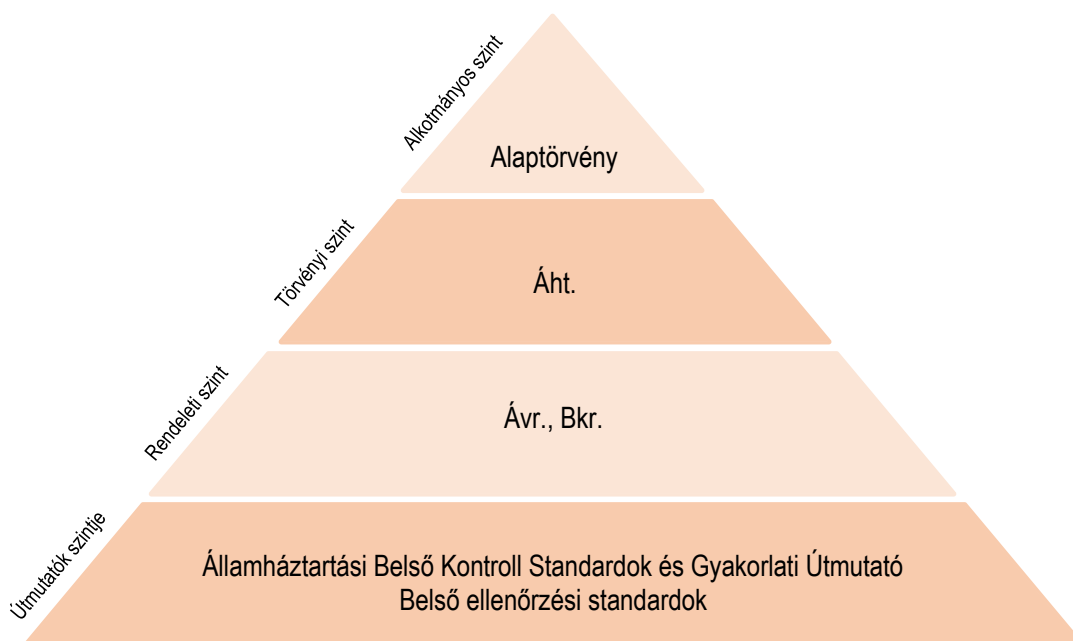 Alkotmányos szint
Alaptörvény
Törvényi szint
Áht.
Rendeleti szint
Ávr., Bkr.
Útmutatók szintje
Államháztartási Belső Kontroll Standardok és Gyakorlati Útmutató
Belső ellenőrzési standardok